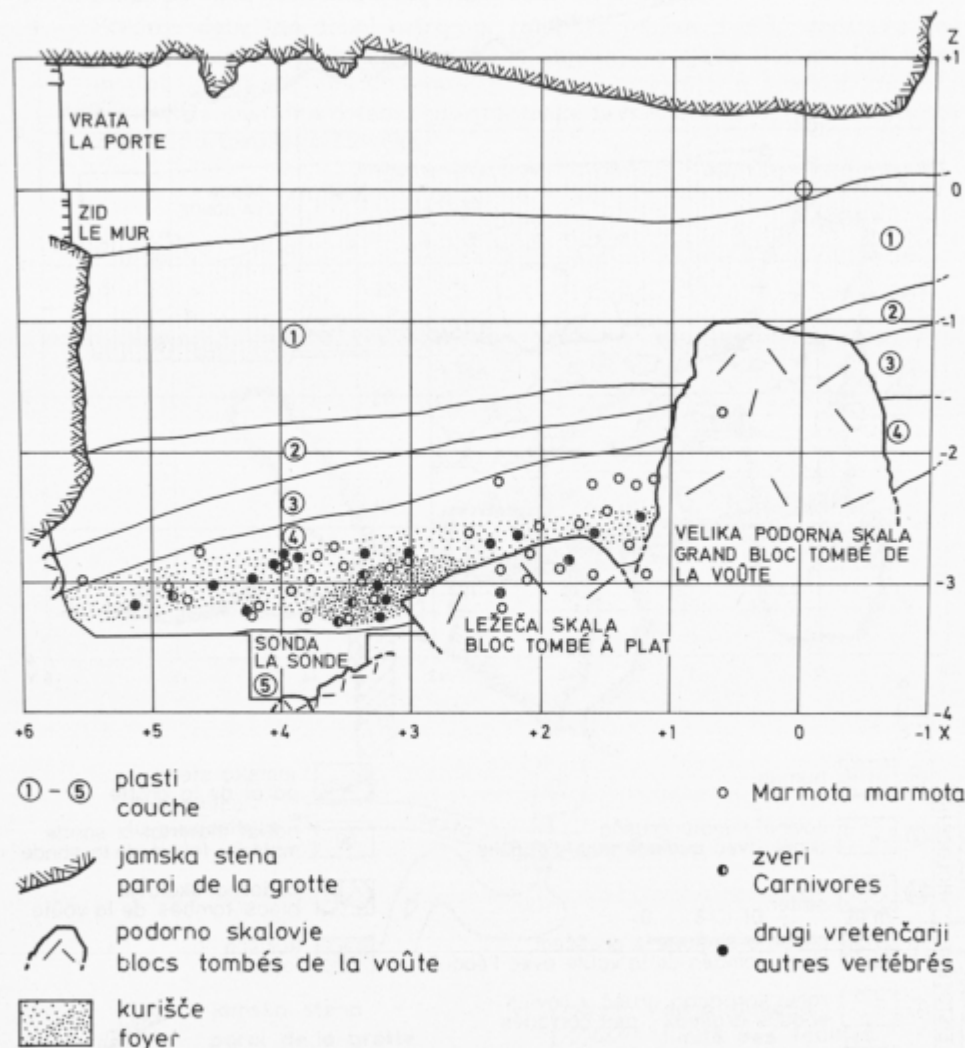 Z
+1
VRATA
LA PORTE
0
ZID
LE MUR
①
②
①
-1
③
④
②
-2
③
④
VELIKA PODORNA SKALA
GRAND BLOC TOMBÉ DE
LA VOÛTE
-3
LEŽEČA SKALA
BLOC TOMBÉ À PLAT
SONDA
LA SONDE
⑤
-4
+6 +5 +4 +3 +2 +1 0 -1 X
① - ⑤ plasti
couche
jamska stena
paroi de la grotte
podorno skalovje
blocs tombés de la voûte
kurišče
foyer
Marmota marmota
zveri
Carnivores
drugi vretenčarji
autres vertébrés